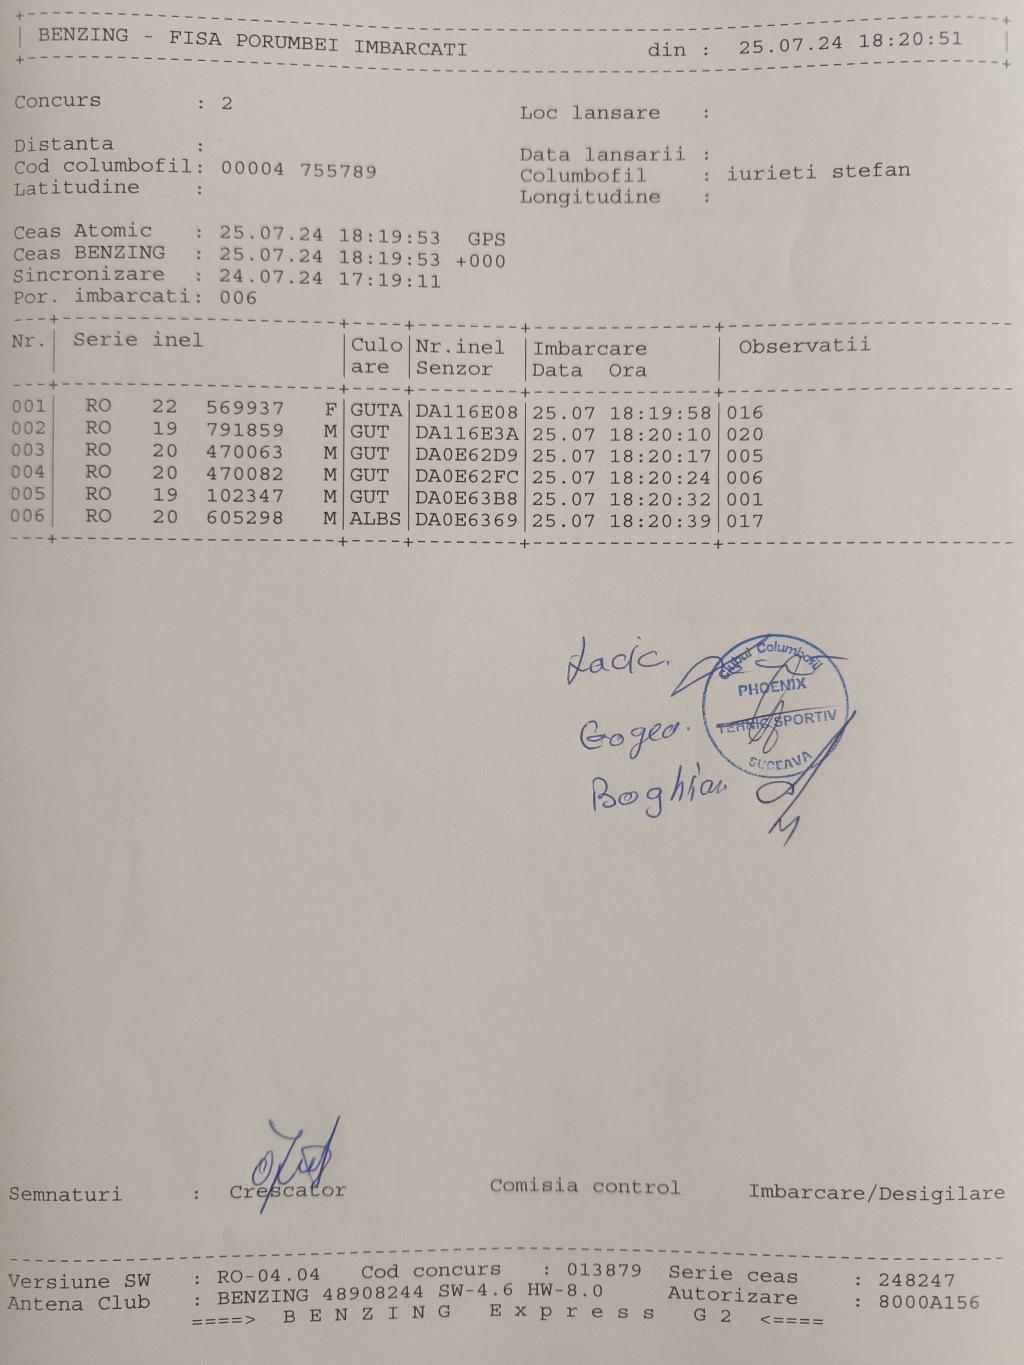 BENZING - FISA PORUMBEI IMBARCATI din : 25.07.24 18:20:51
Concurs : 2 Loc lansare :
Distanta : Data lansarii :
Cod columbofil: 00004 755789 Columbofil : iurieti stefan
Latitudine : Longitudine :
Ceas Atomic : 25.07.24 18:19:53 GPS
Ceas BENZING : 25.07.24 18:19:53 +000
Sincronizare : 24.07.24 17:19:11
Por. imbarcati: 006
Nr. Serie inel Culo Nr.inel Imbarcare Observatii
are Senzor Data Ora
001 RO 22 569937 F GUTA DA116E08 25.07 18:19:58 016
002 RO 19 791859 M GUT DA116E3A 25.07 18:20:10 020
003 RO 20 470063 M GUT DA0E62D9 25.07 18:20:17 005
004 RO 20 470082 M GUT DA0E62FC 25.07 18:20:24 006
005 RO 19 102347 M GUT DA0E63B8 25.07 18:20:32 001
006 RO 20 605298 M ALBS DA0E6369 25.07 18:20:39 017
Clubul Columbofil
PHOENIX
TEHNIC SPORTIV
SUCEAVA
Boghian
Semnaturi : Crescator Comisia control Imbarcare/Desigilare
Versiune SW : RO-04.04 Cod concurs : 013879 Serie ceas : 248247
Antena Club : BENZING 48908244 SW-4.6 HW-8.0 Autorizare : 8000A156
====> B E N Z I N G E x p r e s s G 2 <====